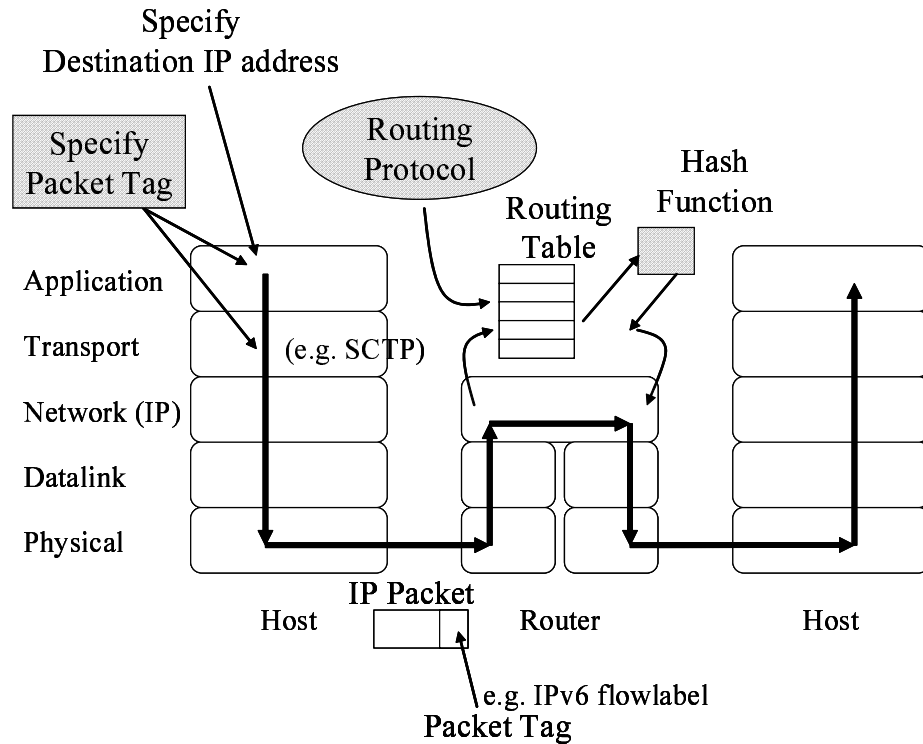 Specify
Destination IP address
Specify
Packet Tag
Routing
Protocol
Hash
Function
Routing
Table
Application
Transport
(e.g. SCTP)
Network (IP)
Datalink
Physical
IP Packet
Host
Router
Host
e.g. IPv6 flowlabel
Packet Tag